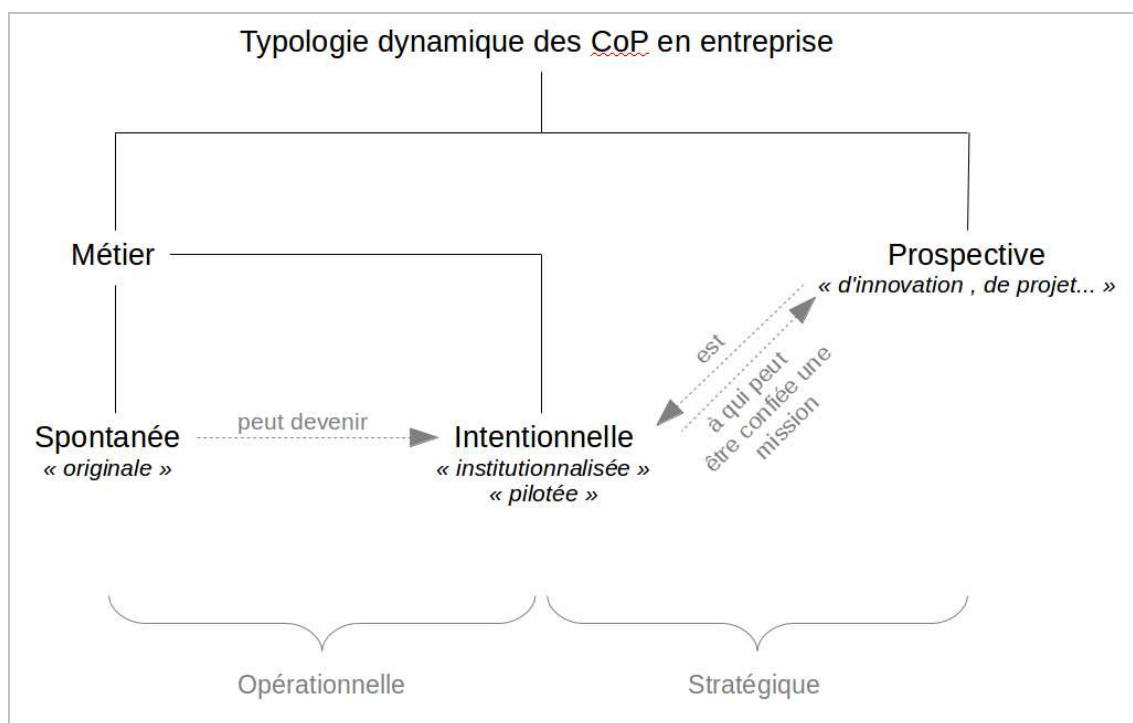 Typologie dynamique des CoP en entreprise
Métier
Prospective
« d'innovation , de projet... »
est
à qui peut
être confiée une
mission
Spontanée
« originale »
peut devenir
Intentionnelle
« institutionnalisée »
« pilotée »
Opérationnelle
Stratégique